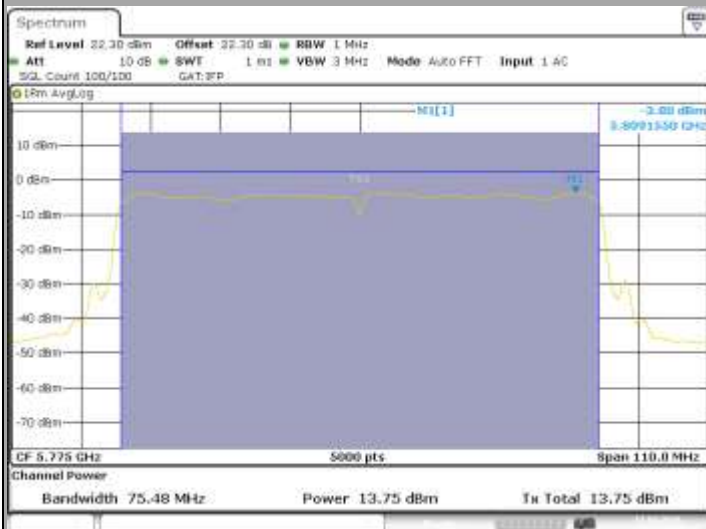 Spectrum
Ref Level 22.30 dBm Offset 22.30 dB RBW 1 MHz
Att 10 dB SWT 1 ms VBW 3 MHz Mode Auto FFT Input 1 AC
SGL Count 100/100 GAT:IFP
1Rm AvgLog
M1[1] -3.80 dBm
5.8091550 GHz
10 dBm
0 dBm
M1
-10 dBm
-20 dBm
-30 dBm
-40 dBm
-50 dBm
-60 dBm
-70 dBm
CF 5.775 GHz 5000 pts Span 110.0 MHz
Channel Power
Bandwidth 75.48 MHz Power 13.75 dBm Tx Total 13.75 dBm